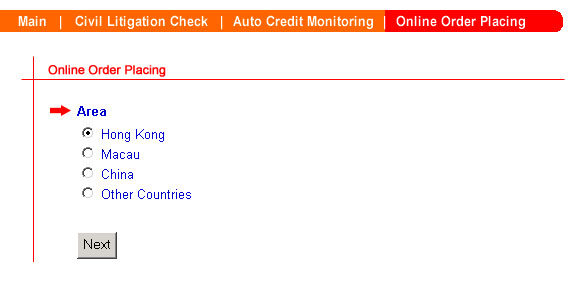 Main | Civil Litigation Check | Auto Credit Monitoring | Online Order Placing
Online Order Placing
Area
Hong Kong
Macau
China
Other Countries
Next